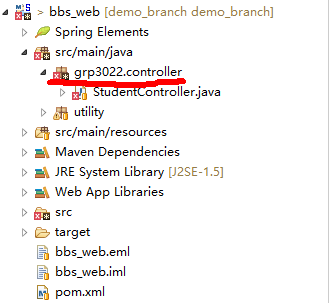 > bbs_web [demo_branch demo_branch]
Spring Elements
src/main/java
grp3022.controller
StudentController.java
utility
src/main/resources
Maven Dependencies
JRE System Library [J2SE-1.5]
Web App Libraries
src
target
bbs_web.eml
bbs_web.iml
pom.xml